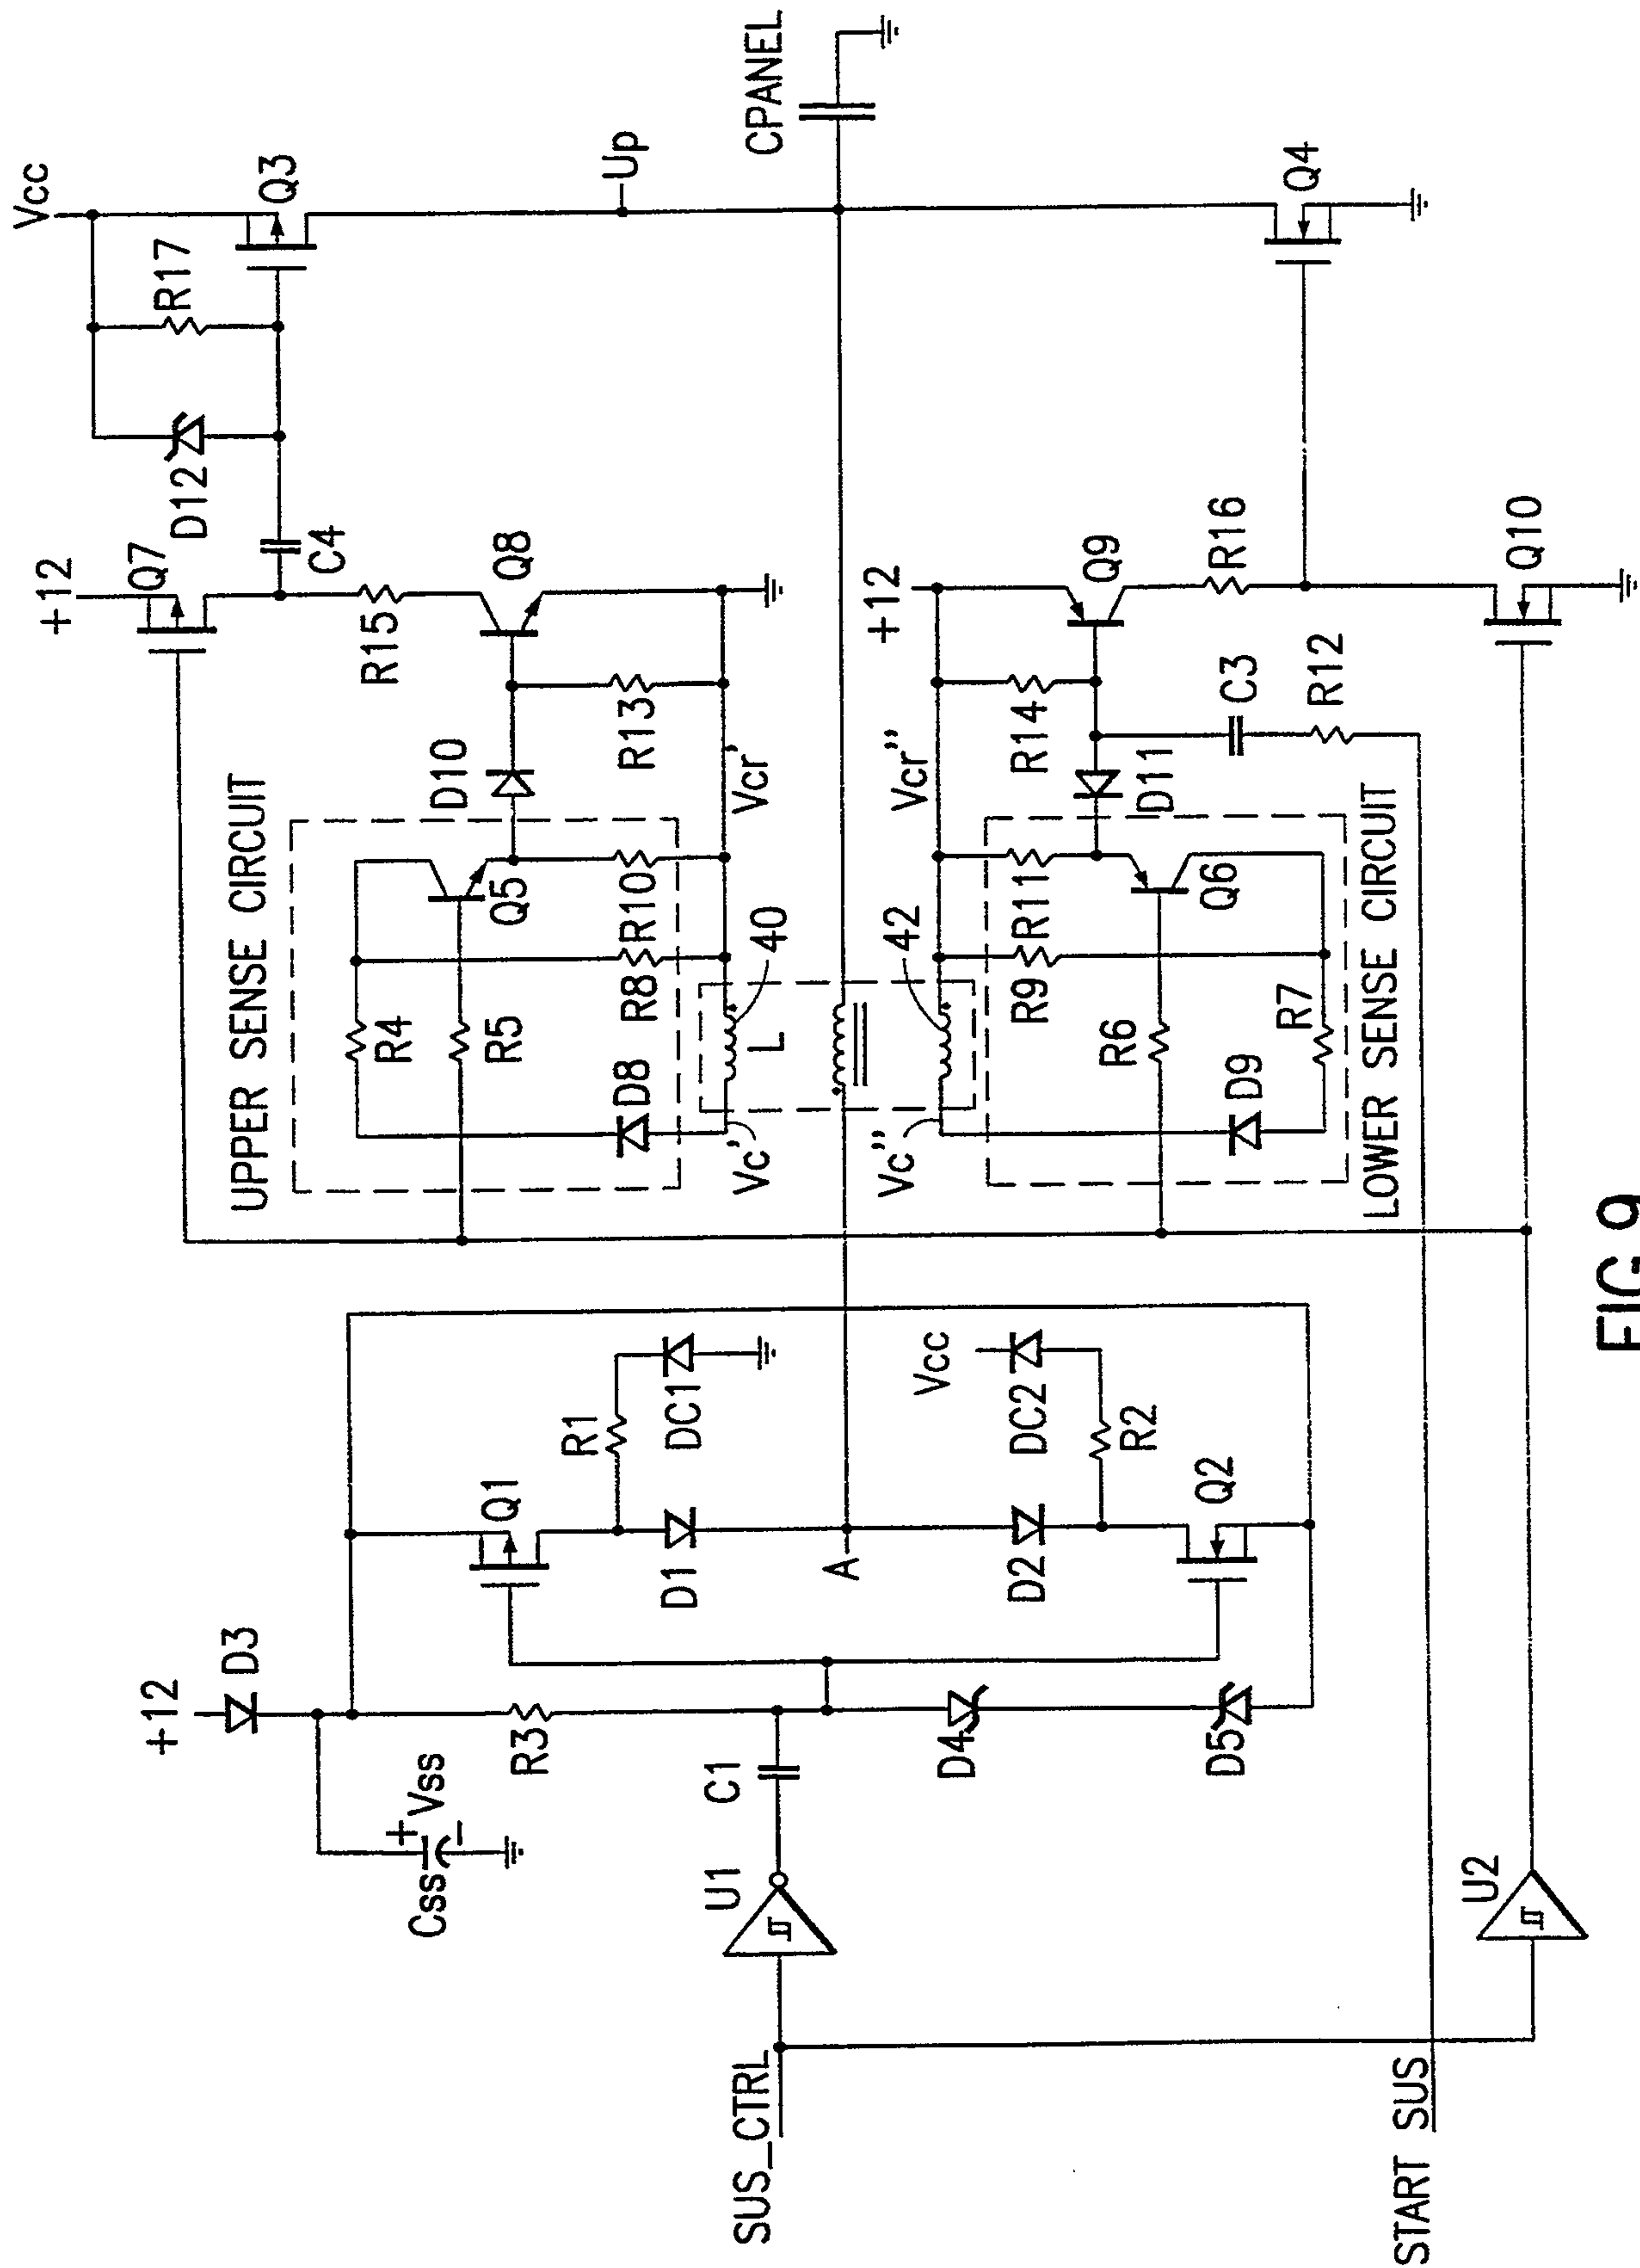 Vcc
Q3
R17
D12
+12
Q7
C4
R15
Q8
Up
CPANEL
Q4
UPPER SENSE CIRCUIT
D10
R13
Vcr'
Q5
R10
R4
R5
R8
D8
40
L
Vc'
+12
Q9
R16
Q10
Vcr''
R14
C3
R12
D11
42
R11
Q6
R9
R6
R7
D9
Vc''
LOWER SENSE CIRCUIT
+12
D3
Q1
R1
DC1
D1
A
Vcc
DC2
R2
D2
Q2
Css
+
Vss
−
R3
C1
D4
D5
U1
U2
SUS_CTRL
START SUS
FIG.9